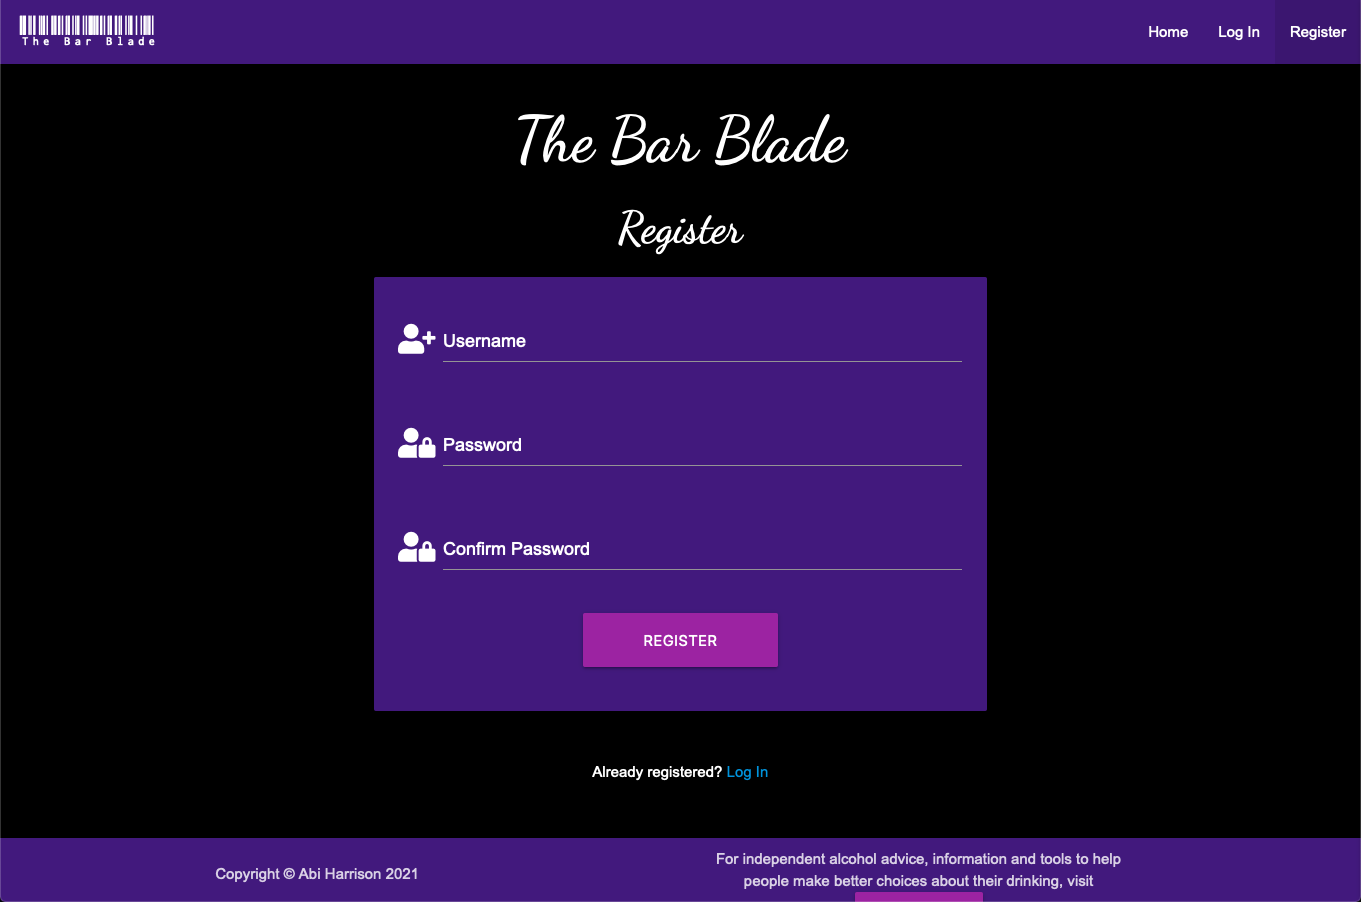 The Bar Blade
Home Log In Register
The Bar Blade
Register
Username
Password
Confirm Password
REGISTER
Already registered? Log In
Copyright © Abi Harrison 2021
For independent alcohol advice, information and tools to help
people make better choices about their drinking, visit